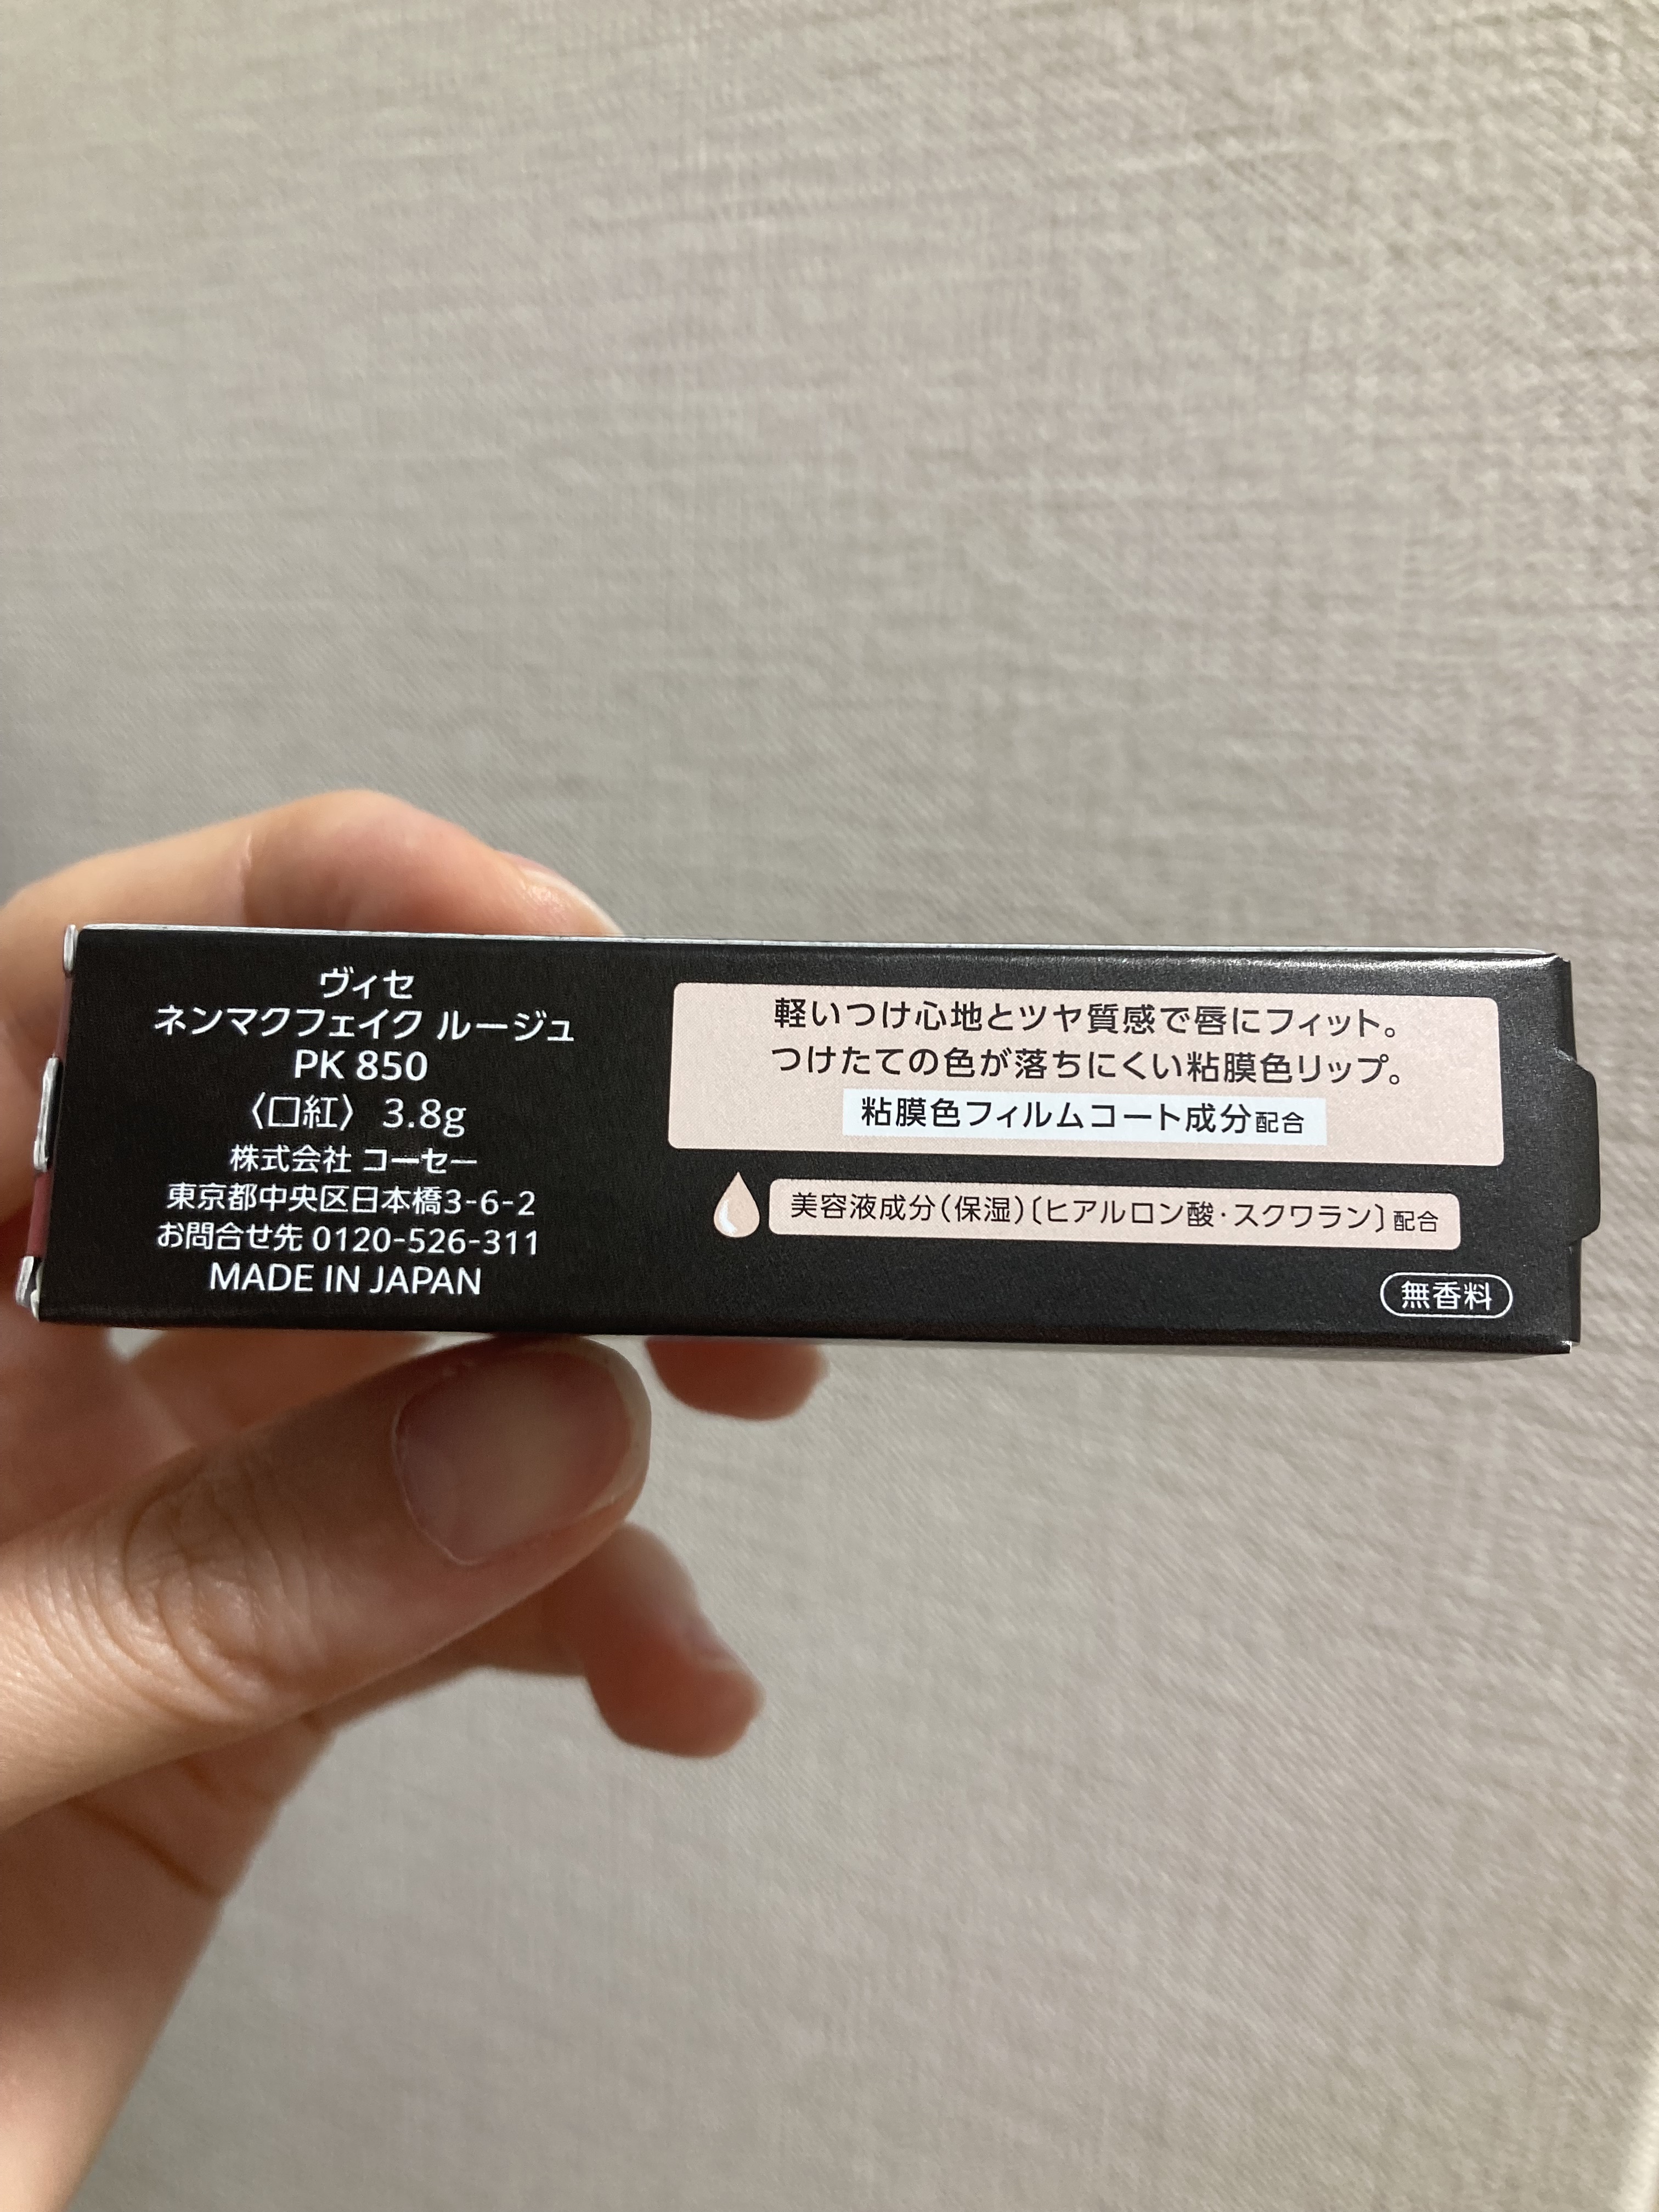 ヴィセ
ネンマクフェイク ルージュ
PK 850
〈口紅〉 3.8g
株式会社 コーセー
東京都中央区日本橋3-6-2
お問合せ先 0120-526-311
MADE IN JAPAN
軽いつけ心地とツヤ質感で唇にフィット。
つけたての色が落ちにくい粘膜色リップ。
粘膜色フィルムコート成分配合
美容液成分(保湿)〔ヒアルロン酸・スクワラン〕配合
無香料